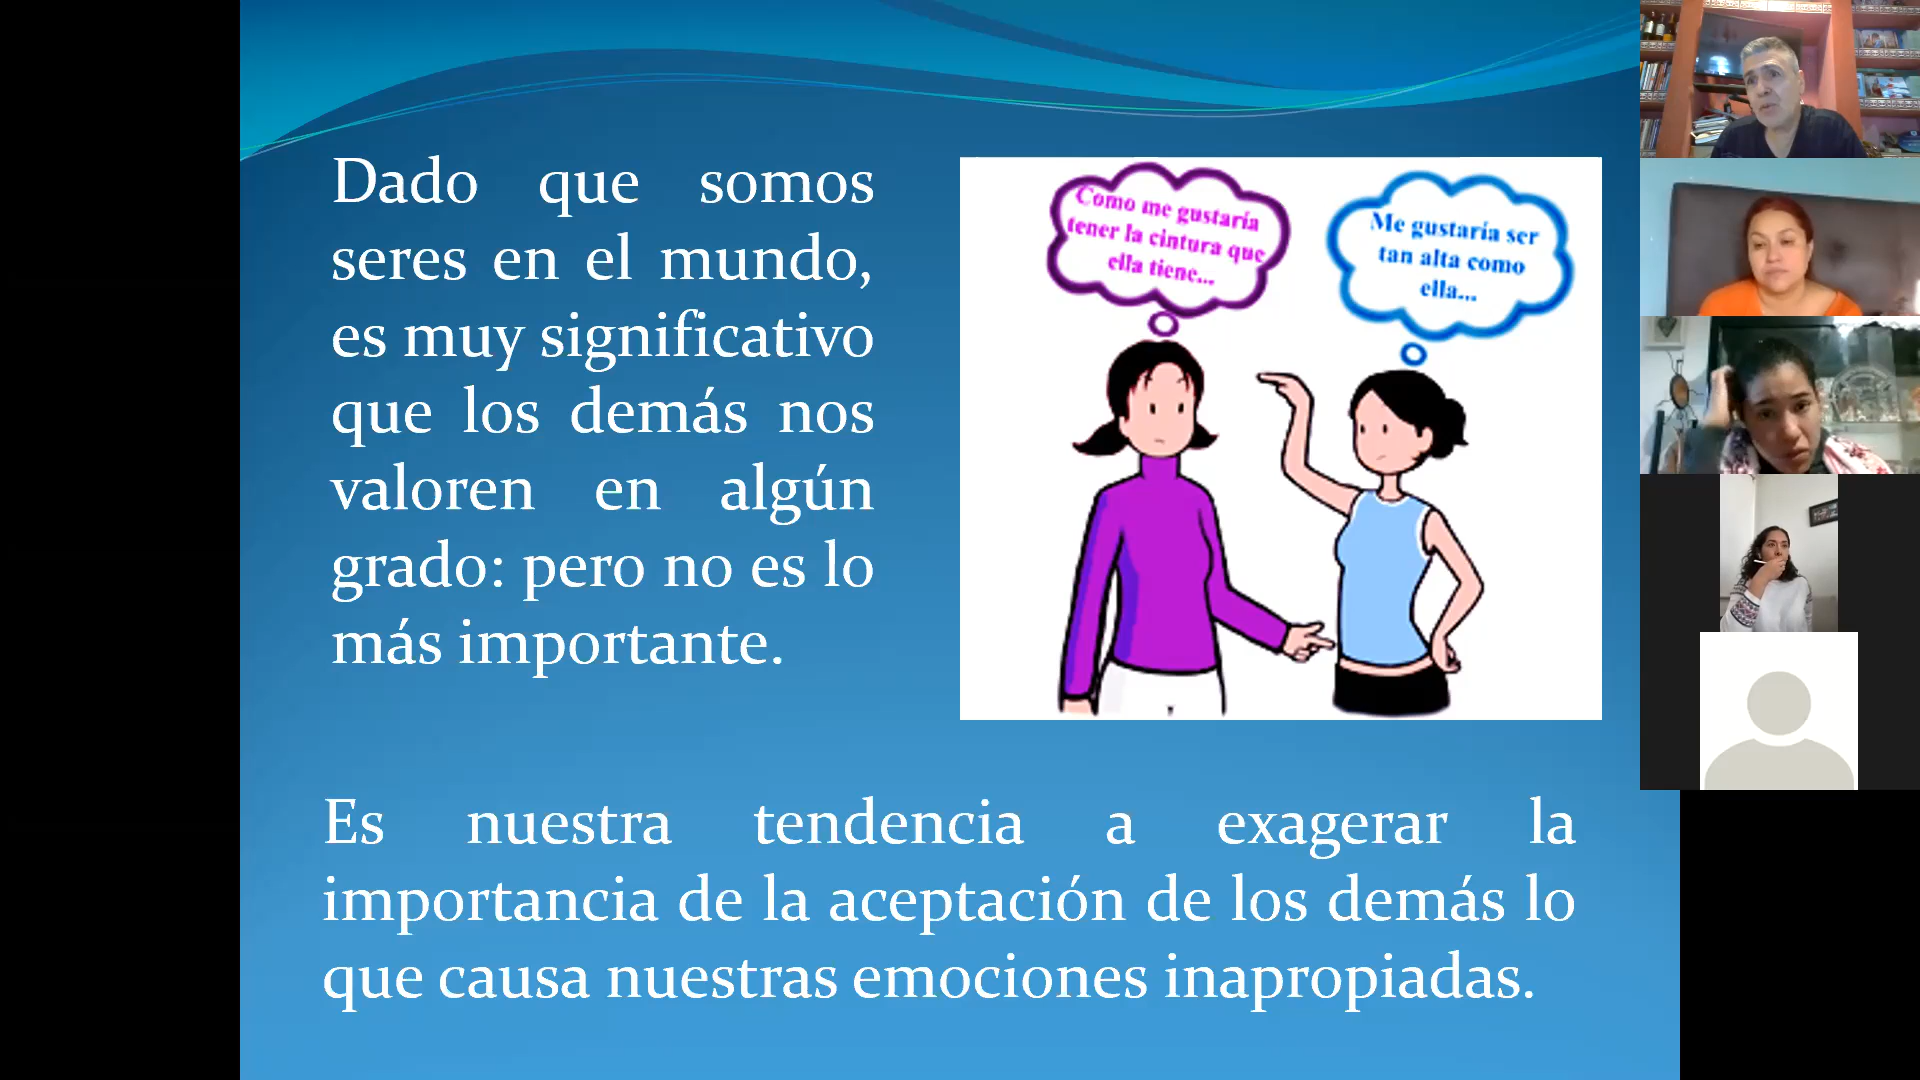 Dado que somos
seres en el mundo,
es muy significativo
que los demás nos
valoren en algún
grado: pero no es lo
más importante.
Como me gustaría
tener la cintura que
ella tiene...
Me gustaría ser
tan alta como
ella...
Es nuestra tendencia a exagerar la
importancia de la aceptación de los demás lo
que causa nuestras emociones inapropiadas.